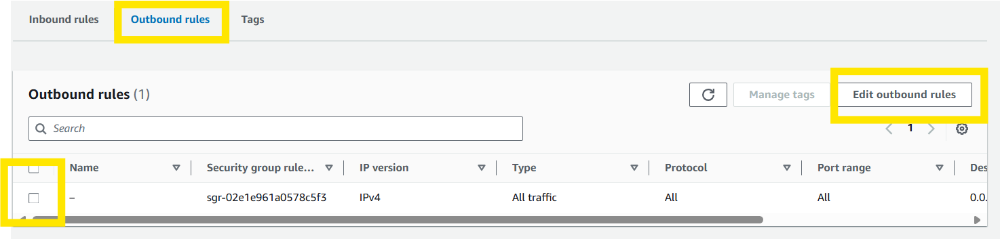 Inbound rules Outbound rules Tags
Outbound rules (1)
Manage tags Edit outbound rules
Search
1
Name Security group rule... IP version Type Protocol Port range Des
– sgr-02e1e961a0578c5f3 IPv4 All traffic All All 0.0.